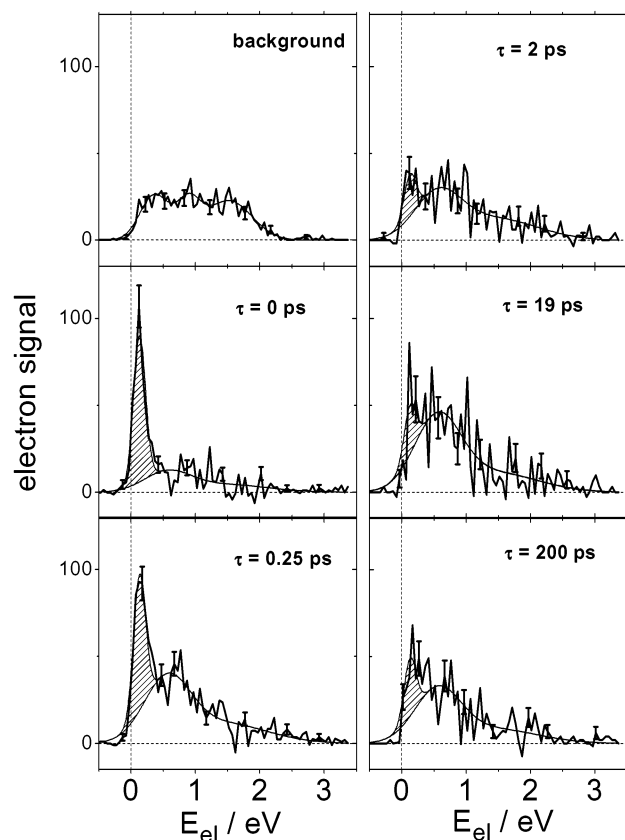 background
τ = 2 ps
100
0
τ = 0 ps
τ = 19 ps
100
0
electron signal
τ = 0.25 ps
τ = 200 ps
100
0
0 1 2 3
0 1 2 3
E_el / eV
E_el / eV